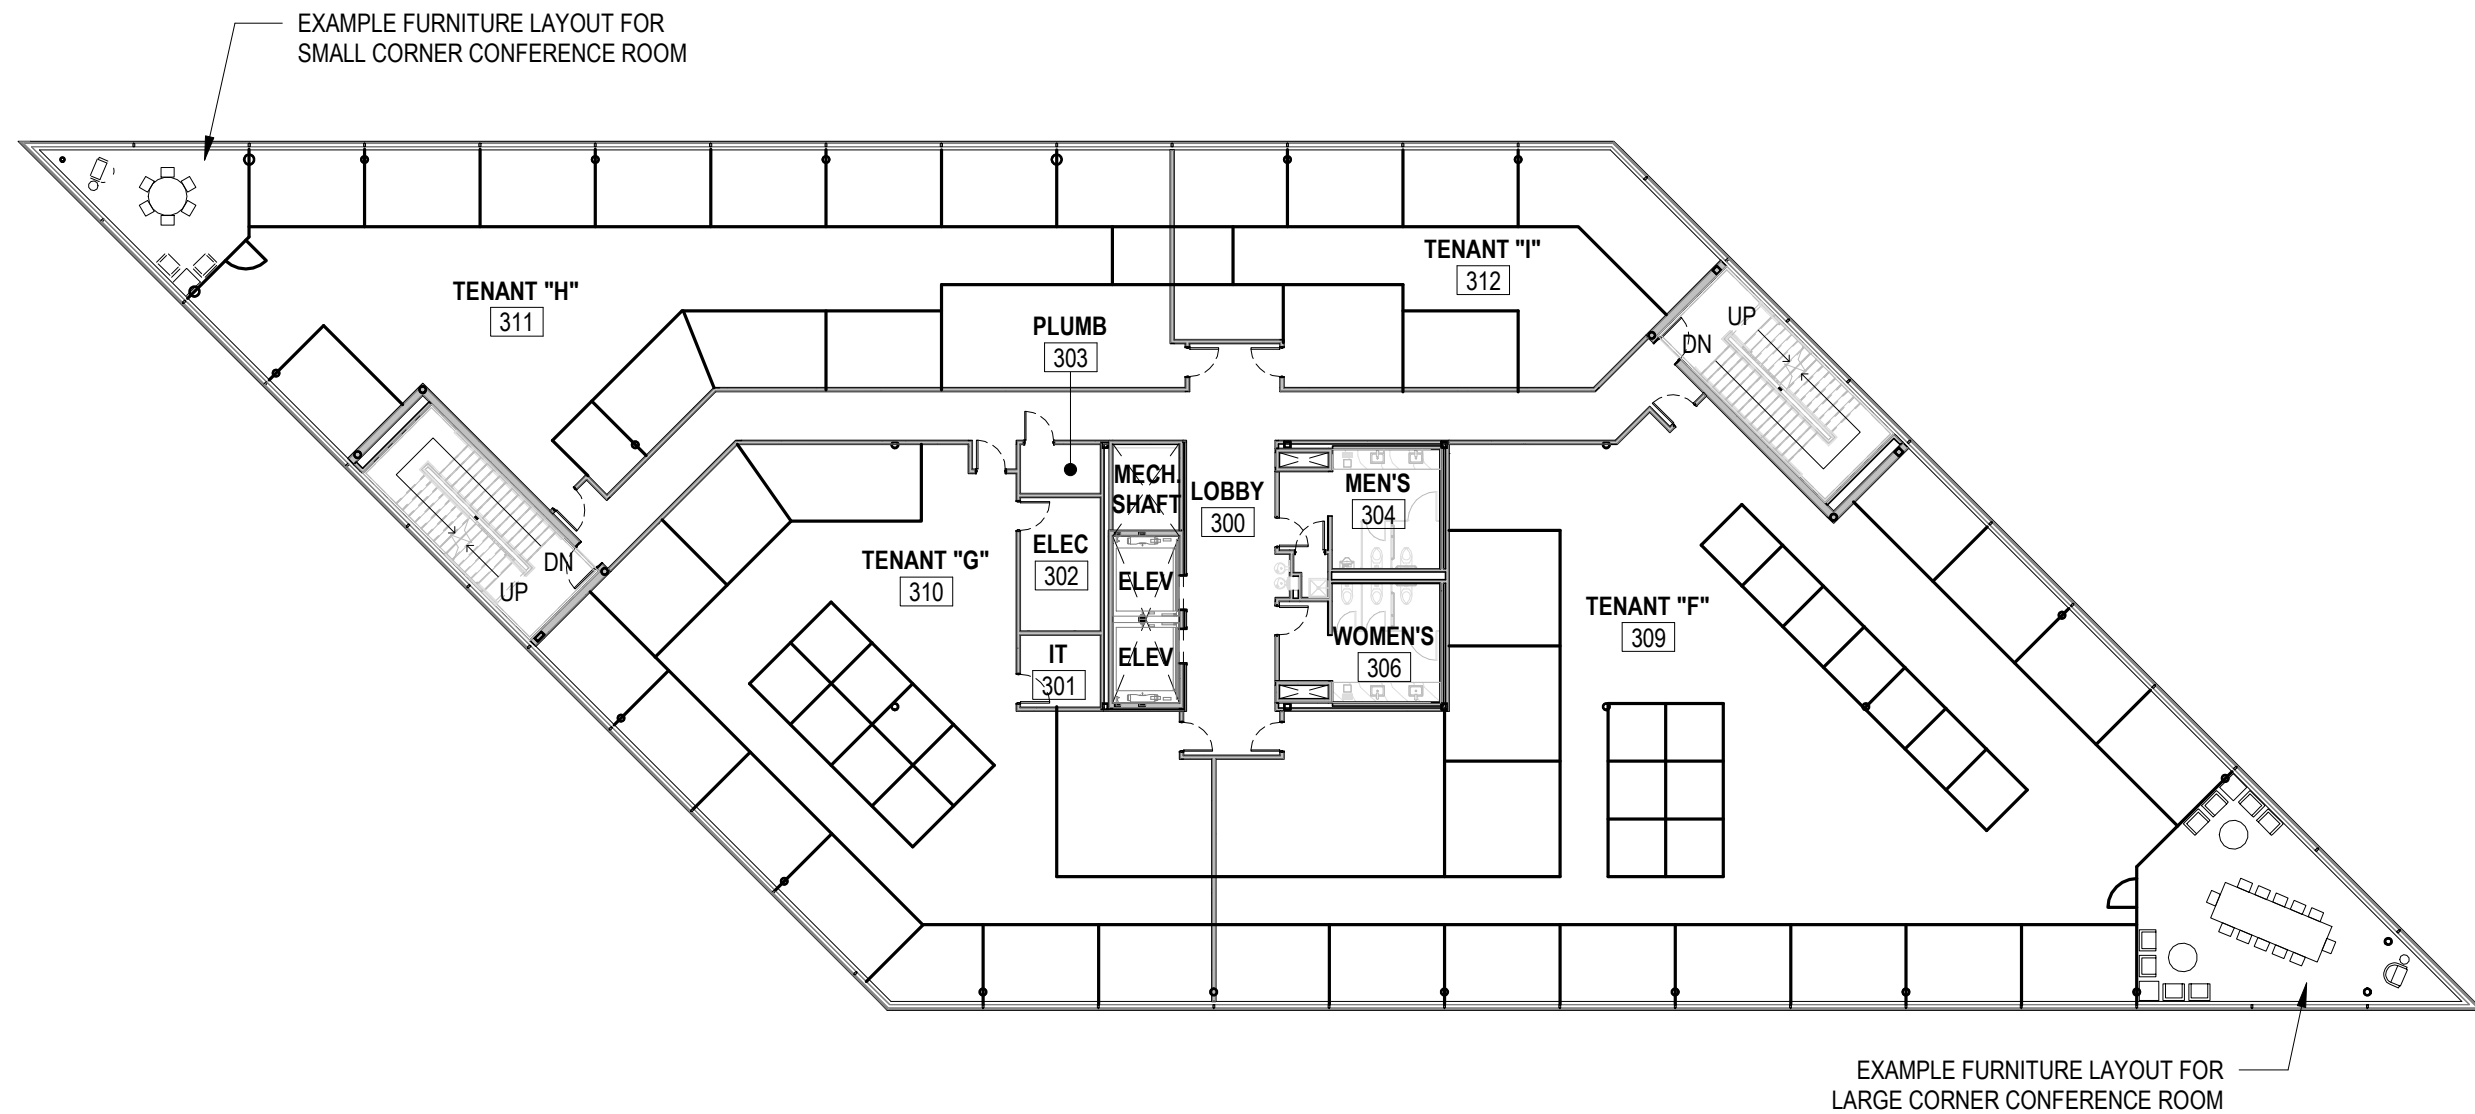 EXAMPLE FURNITURE LAYOUT FOR
SMALL CORNER CONFERENCE ROOM
TENANT "H"
311
TENANT "I"
312
PLUMB
303
UP
DN
MECH.
SHAFT
LOBBY
300
MEN'S
304
ELEC
302
ELEV
TENANT "G"
310
DN
UP
TENANT "F"
309
IT
301
ELEV
WOMEN'S
306
EXAMPLE FURNITURE LAYOUT FOR
LARGE CORNER CONFERENCE ROOM